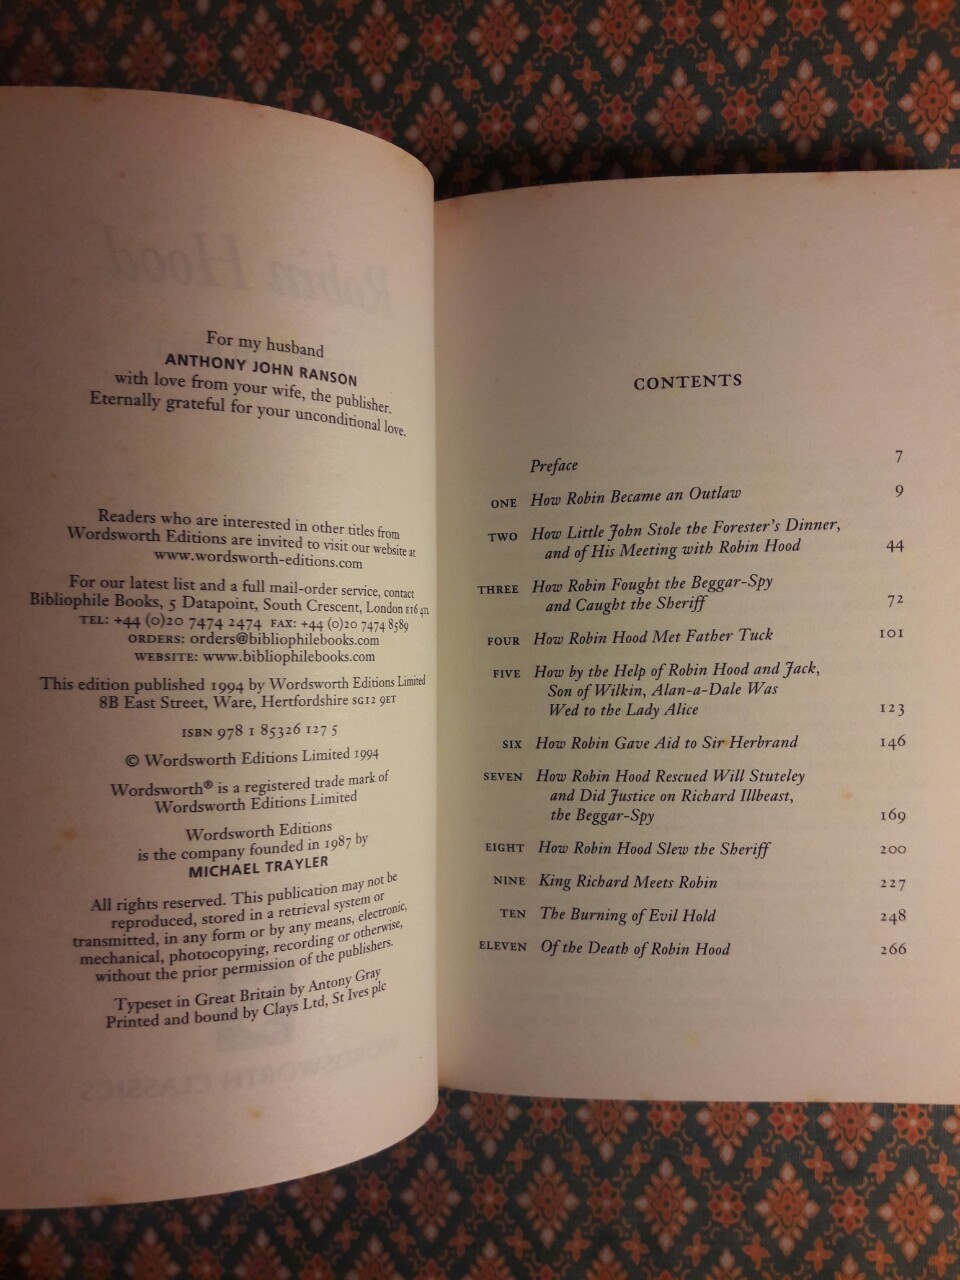 For my husband
ANTHONY JOHN RANSON
with love from your wife, the publisher.
Eternally grateful for your unconditional love.
Readers who are interested in other titles from
Wordsworth Editions are invited to visit our website at
www.wordsworth-editions.com
For our latest list and a full mail-order service, contact
Bibliophile Books, 5 Datapoint, South Crescent, London E16 4TL
TEL: +44 (0)20 7474 2474 FAX: +44 (0)20 7474 8589
ORDERS: orders@bibliophilebooks.com
WEBSITE: www.bibliophilebooks.com
This edition published 1994 by Wordsworth Editions Limited
8B East Street, Ware, Hertfordshire SG12 9ET
ISBN 978 1 85326 127 5
© Wordsworth Editions Limited 1994
Wordsworth® is a registered trade mark of
Wordsworth Editions Limited
Wordsworth Editions
is the company founded in 1987 by
MICHAEL TRAYLER
All rights reserved. This publication may not be
reproduced, stored in a retrieval system or
transmitted, in any form or by any means, electronic,
mechanical, photocopying, recording or otherwise,
without the prior permission of the publishers.
Typeset in Great Britain by Antony Gray
Printed and bound by Clays Ltd, St Ives plc
CONTENTS
Preface 7
ONE How Robin Became an Outlaw 9
TWO How Little John Stole the Forester's Dinner,
and of His Meeting with Robin Hood 44
THREE How Robin Fought the Beggar-Spy
and Caught the Sheriff 72
FOUR How Robin Hood Met Father Tuck 101
FIVE How by the Help of Robin Hood and Jack,
Son of Wilkin, Alan-a-Dale Was
Wed to the Lady Alice 123
SIX How Robin Gave Aid to Sir Herbrand 146
SEVEN How Robin Hood Rescued Will Stuteley
and Did Justice on Richard Illbeast,
the Beggar-Spy 169
EIGHT How Robin Hood Slew the Sheriff 200
NINE King Richard Meets Robin 227
TEN The Burning of Evil Hold 248
ELEVEN Of the Death of Robin Hood 266